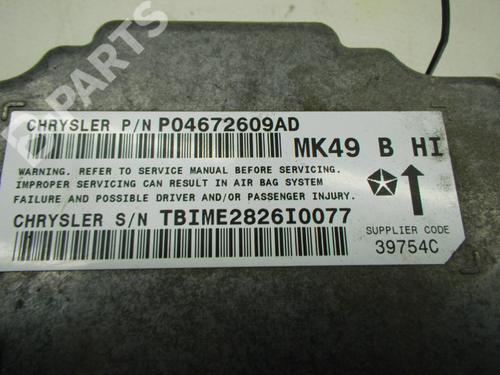 B-PARTS
CHRYSLER P/N P04672609AD
MK49 B HI
WARNING. REFER TO SERVICE MANUAL BEFORE SERVICING.
IMPROPER SERVICING CAN RESULT IN AIR BAG SYSTEM
FAILURE AND POSSIBLE DRIVER AND/OR PASSENGER INJURY.
CHRYSLER S/N TBIME2826I0077
SUPPLIER CODE
39754C